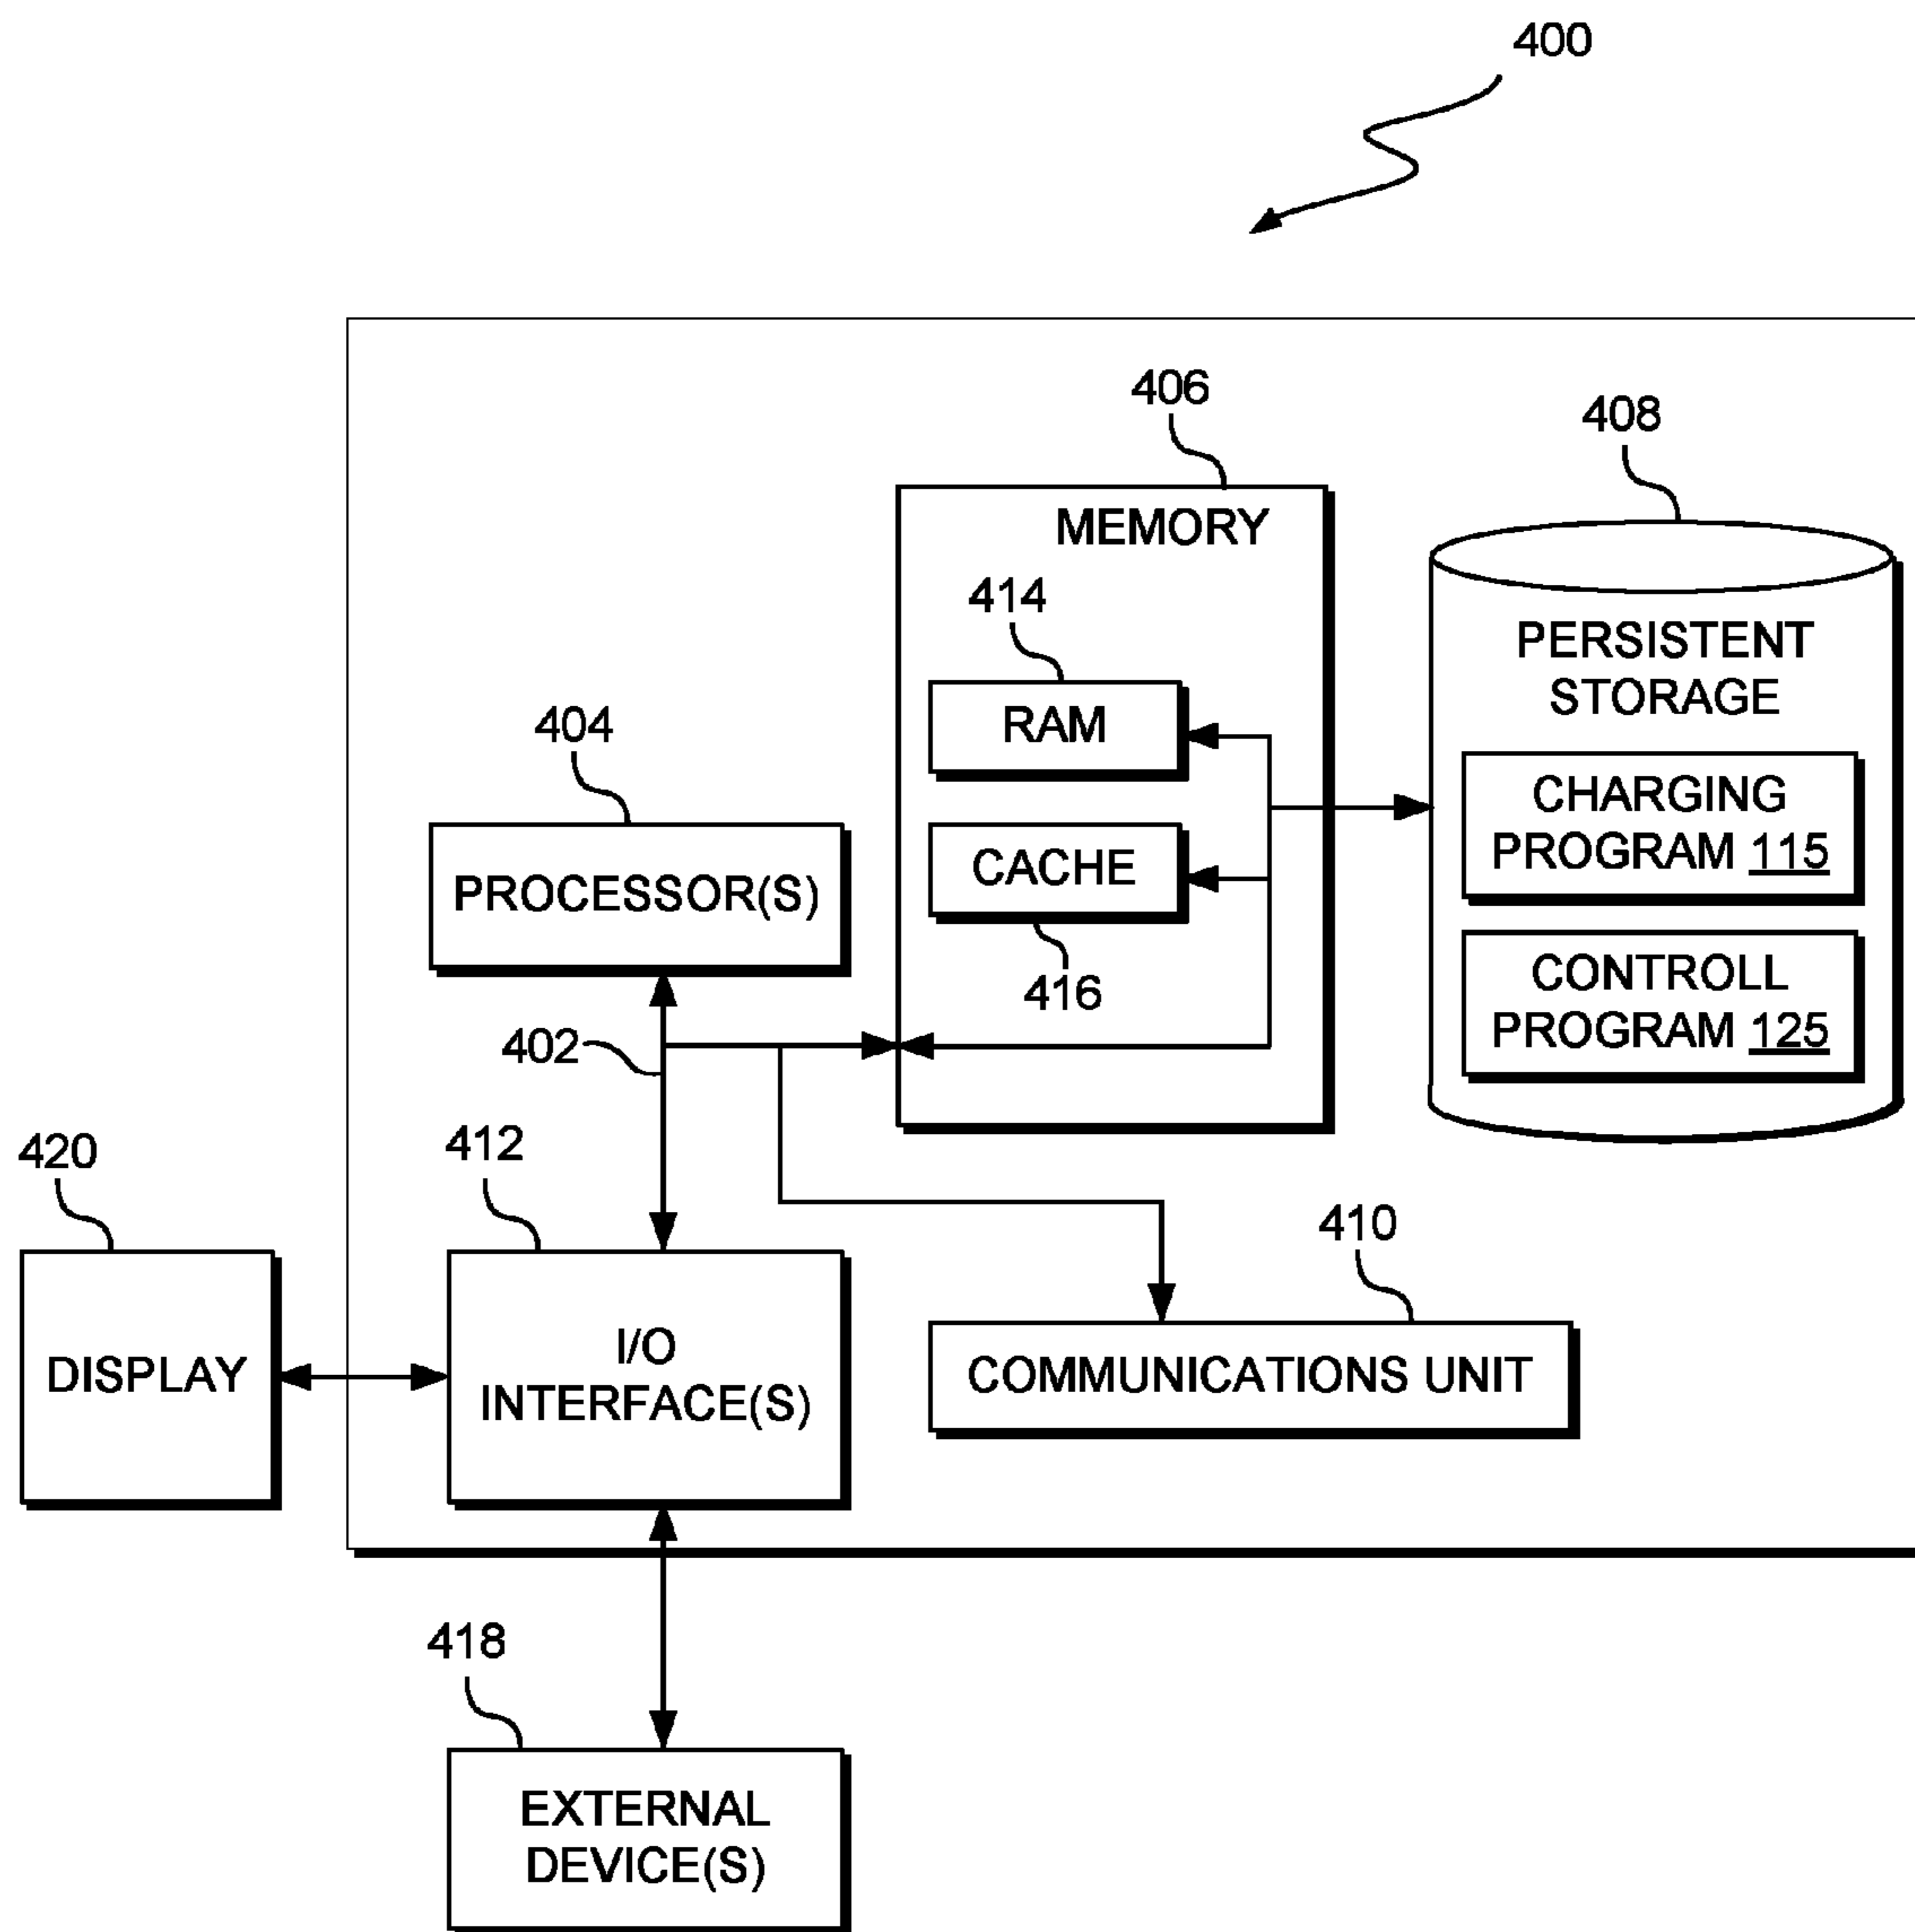 400
406
408
MEMORY
414
RAM
PERSISTENT
STORAGE
404
CHARGING
PROGRAM 115
PROCESSOR(S)
CACHE
416
CONTROLL
PROGRAM 125
402
420
412
410
DISPLAY
I/O
INTERFACE(S)
COMMUNICATIONS UNIT
418
EXTERNAL
DEVICE(S)